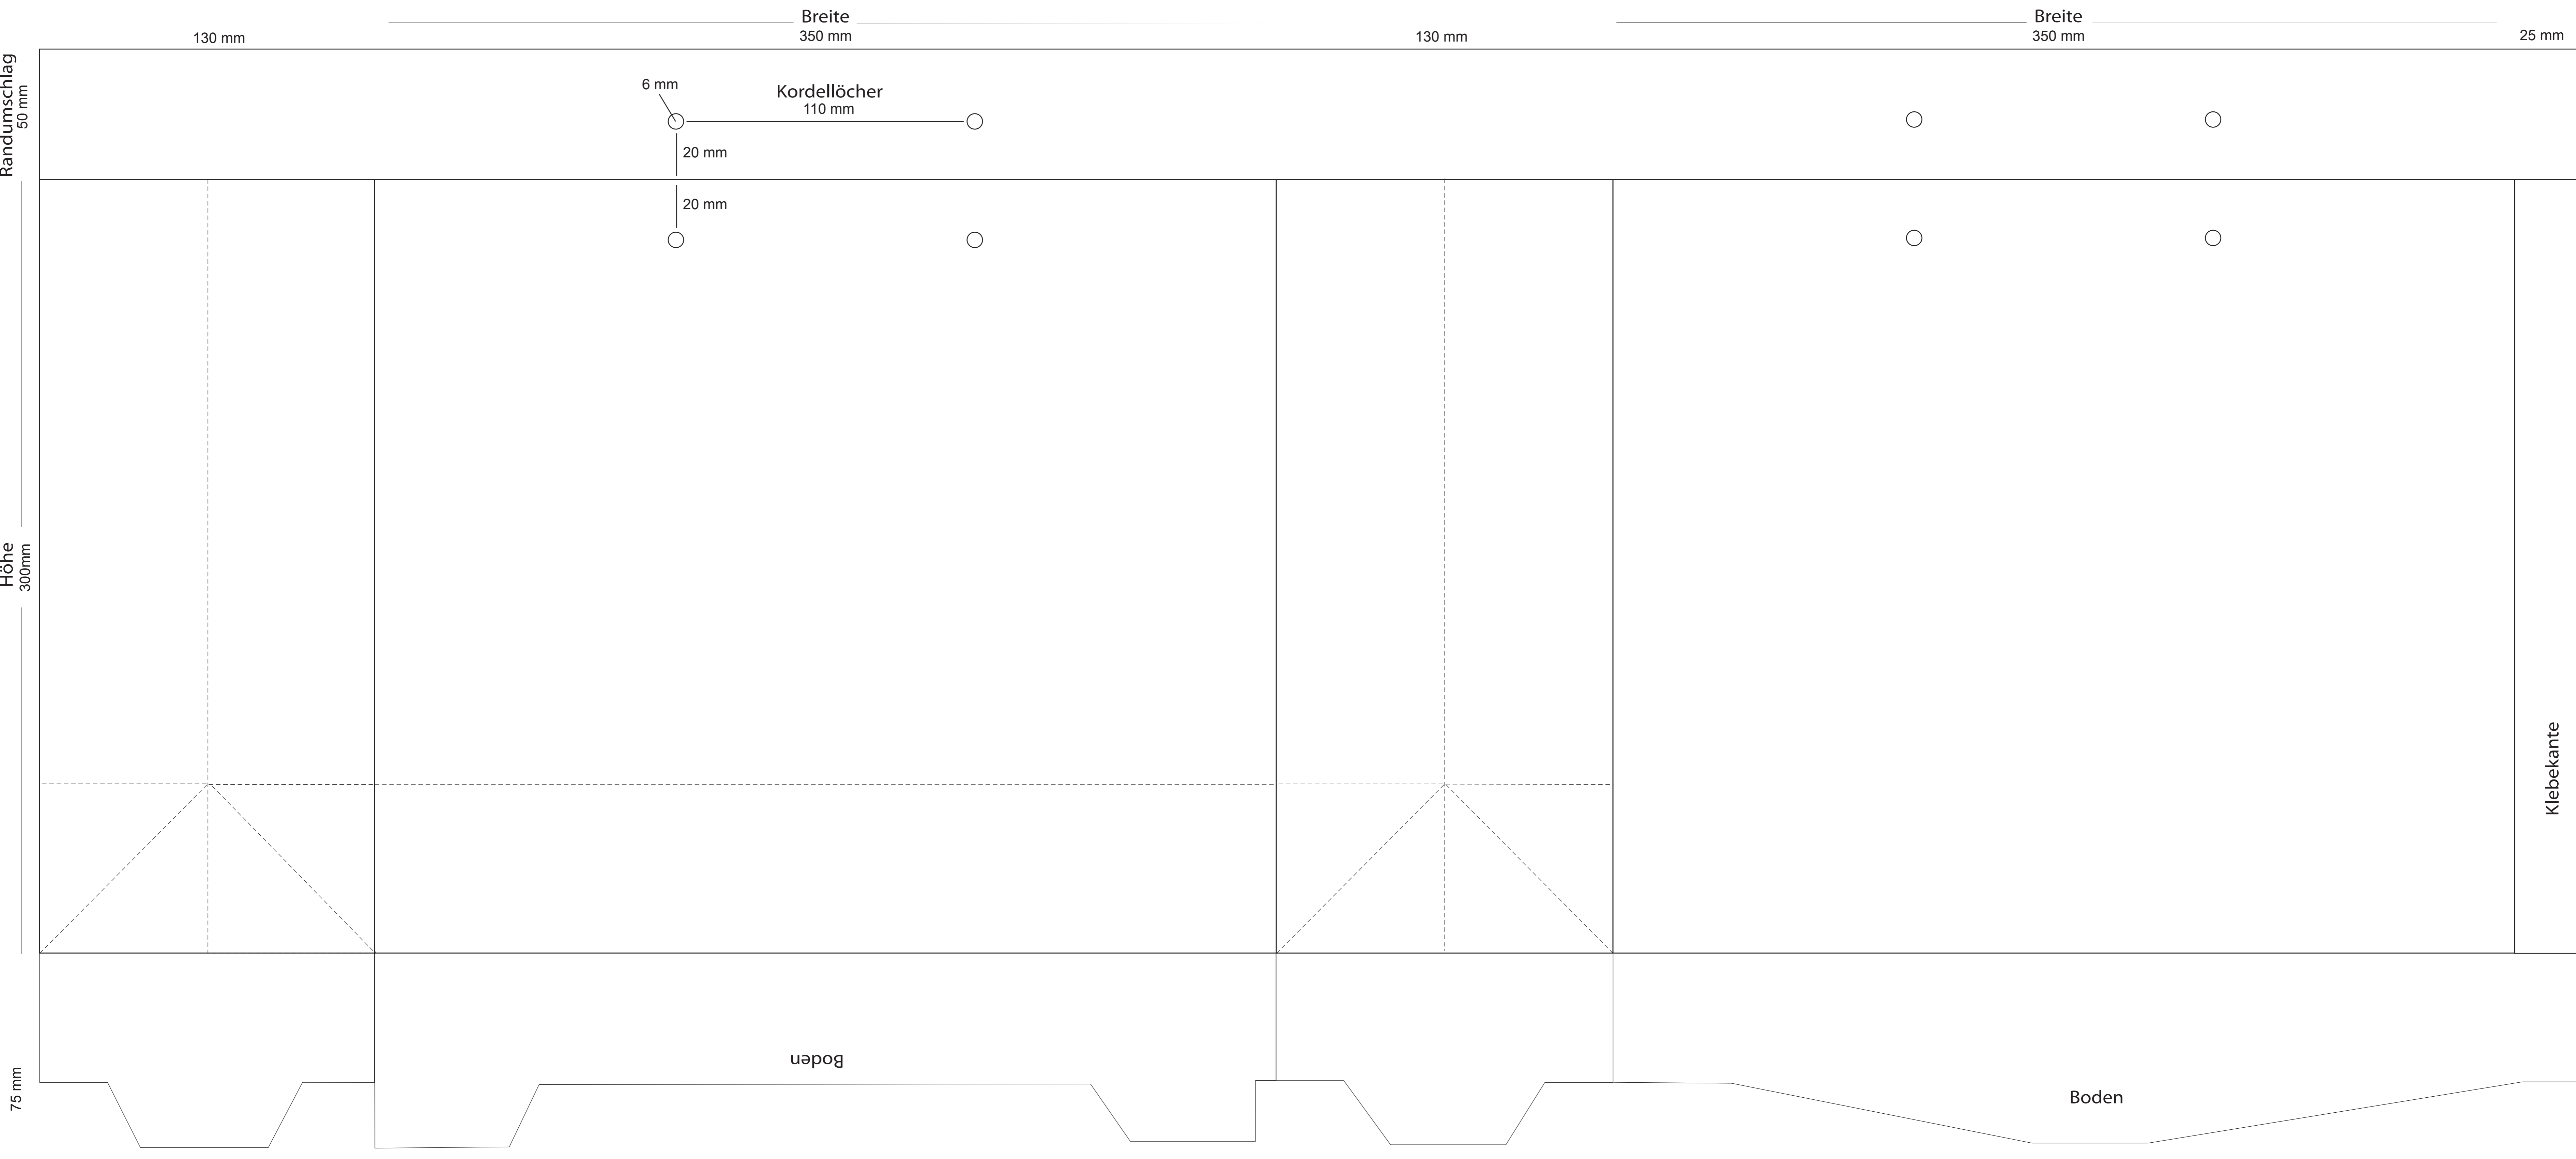 Breite
Breite
130 mm
350 mm
130 mm
350 mm
25 mm
Randumschlag
50 mm
6 mm
Kordellöcher
110 mm
20 mm
20 mm
Höhe
300mm
Klebekante
75 mm
Boden
Boden